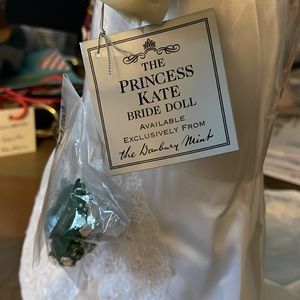 THE
PRINCESS
KATE
BRIDE DOLL
AVAILABLE
EXCLUSIVELY FROM
The Danbury Mint